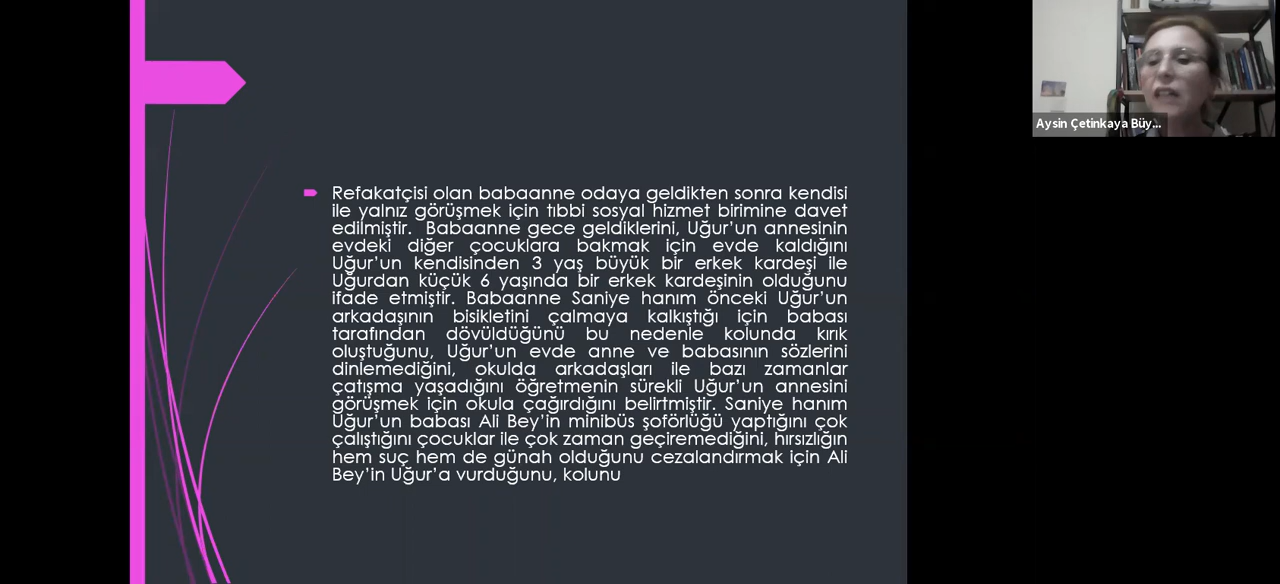 Aysin Çetinkaya Büy...
Refakatçisi olan babaanne odaya geldikten sonra kendisi
ile yalnız görüşmek için tıbbi sosyal hizmet birimine davet
edilmiştir. Babaanne gece geldiklerini, Uğur’un annesinin
evdeki diğer çocuklara bakmak için evde kaldığını
Uğur’un kendisinden 3 yaş büyük bir erkek kardeşi ile
Uğurdan küçük 6 yaşında bir erkek kardeşinin olduğunu
ifade etmiştir. Babaanne Saniye hanım önceki Uğur’un
arkadaşının bisikletini çalmaya kalkıştığı için babası
tarafından dövüldüğünü bu nedenle kolunda kırık
oluştuğunu, Uğur’un evde anne ve babasının sözlerini
dinlemediğini, okulda arkadaşları ile bazı zamanlar
çatışma yaşadığını öğretmenin sürekli Uğur’un annesini
görüşmek için okula çağırdığını belirtmiştir. Saniye hanım
Uğur’un babası Ali Bey’in minibüs şoförlüğü yaptığını çok
çalıştığını çocuklar ile çok zaman geçiremediğini, hırsızlığın
hem suç hem de günah olduğunu cezalandırmak için Ali
Bey’in Uğur’a vurduğunu, kolunu